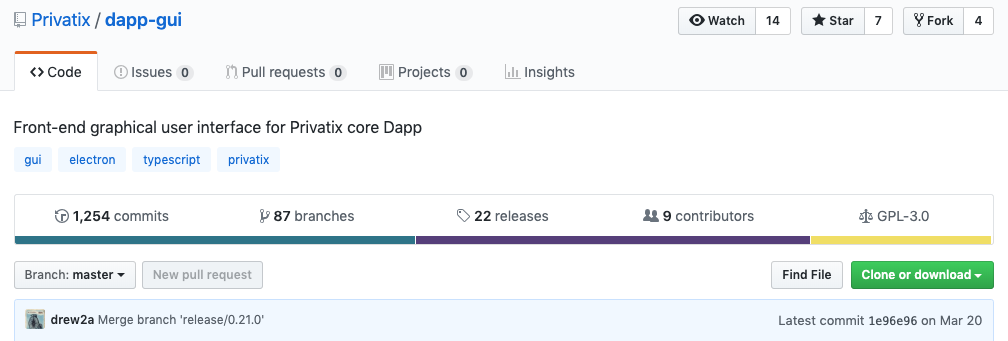 Privatix / dapp-gui Watch 14 Star 7 Fork 4
Code Issues 0 Pull requests 0 Projects 0 Insights
Front-end graphical user interface for Privatix core Dapp
gui electron typescript privatix
1,254 commits 87 branches 22 releases 9 contributors GPL-3.0
Branch: master New pull request Find File Clone or download
drew2a Merge branch 'release/0.21.0' Latest commit 1e96e96 on Mar 20